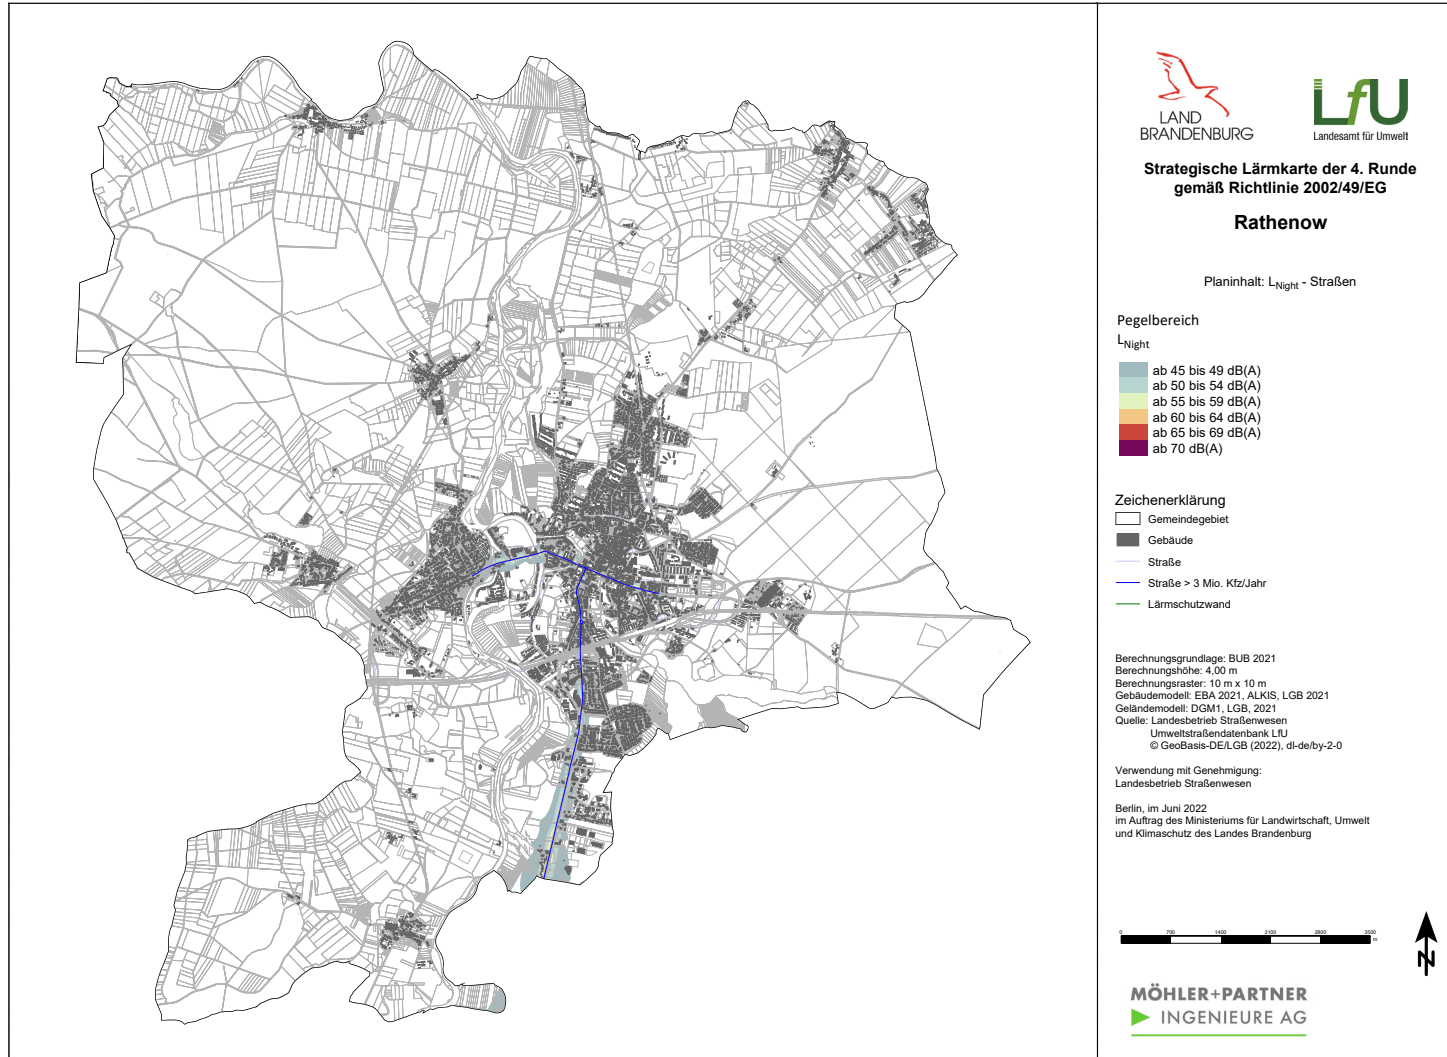 LAND
BRANDENBURG
LfU
Landesamt für Umwelt
Strategische Lärmkarte der 4. Runde
gemäß Richtlinie 2002/49/EG
Rathenow
Planinhalt: LNight - Straßen
Pegelbereich
LNight
ab 45 bis 49 dB(A)
ab 50 bis 54 dB(A)
ab 55 bis 59 dB(A)
ab 60 bis 64 dB(A)
ab 65 bis 69 dB(A)
ab 70 dB(A)
Zeichenerklärung
Gemeindegebiet
Gebäude
Straße
Straße > 3 Mio. Kfz/Jahr
Lärmschutzwand
Berechnungsgrundlage: BUB 2021
Berechnungshöhe: 4,00 m
Berechnungsraster: 10 m x 10 m
Gebäudemodell: EBA 2021, ALKIS, LGB 2021
Geländemodell: DGM1, LGB, 2021
Quelle: Landesbetrieb Straßenwesen
Umweltstraßendatenbank LfU
© GeoBasis-DE/LGB (2022), dl-de/by-2-0
Verwendung mit Genehmigung:
Landesbetrieb Straßenwesen
Berlin, im Juni 2022
im Auftrag des Ministeriums für Landwirtschaft, Umwelt
und Klimaschutz des Landes Brandenburg
0 700 1400 2100 2800 3500
m
N
MÖHLER+PARTNER
INGENIEURE AG